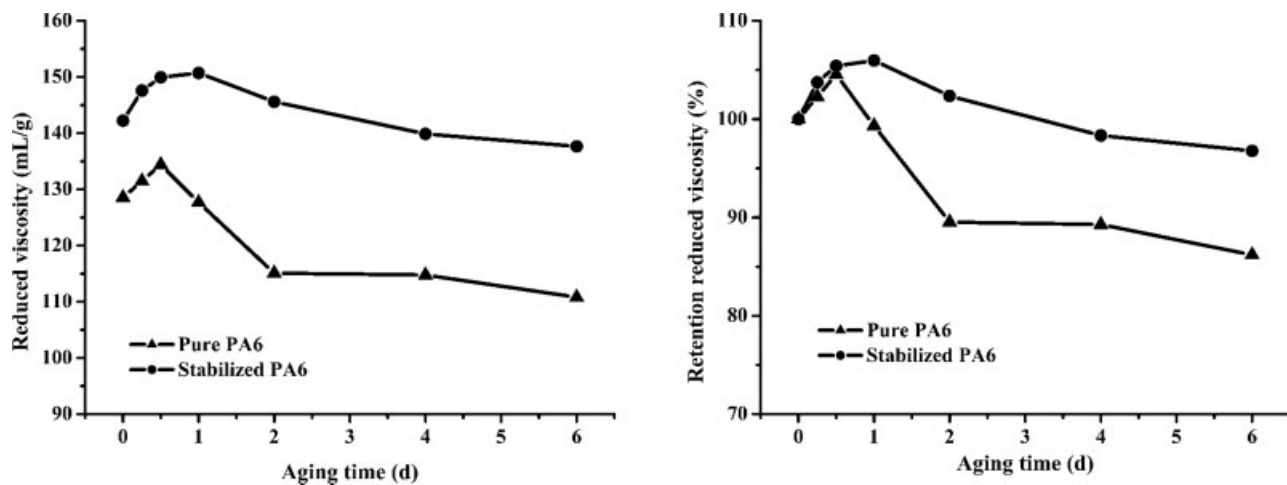 160
150
140
130
120
110
100
90
Reduced viscosity (mL/g)
Pure PA6
Stabilized PA6
0 1 2 3 4 5 6
Aging time (d)
110
100
90
80
70
Retention reduced viscosity (%)
Pure PA6
Stabilized PA6
0 1 2 3 4 5 6
Aging time (d)